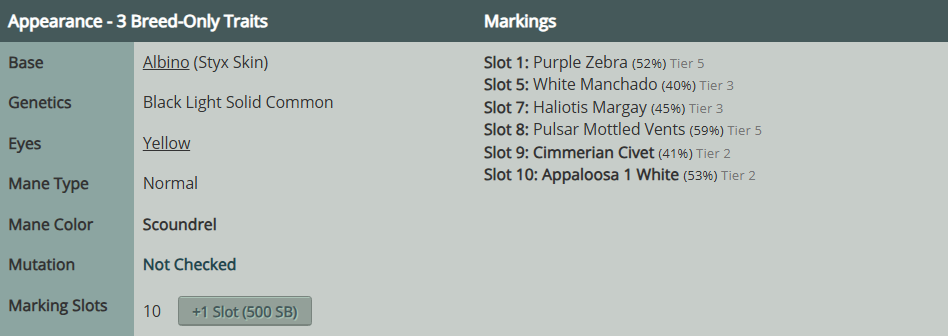 Appearance - 3 Breed-Only Traits
Base Albino (Styx Skin)
Genetics Black Light Solid Common
Eyes Yellow
Mane Type Normal
Mane Color Scoundrel
Mutation Not Checked
Marking Slots 10 +1 Slot (500 SB)
Markings
Slot 1: Purple Zebra (52%) Tier 5
Slot 5: White Manchado (40%) Tier 3
Slot 7: Haliotis Margay (45%) Tier 3
Slot 8: Pulsar Mottled Vents (59%) Tier 5
Slot 9: Cimmerian Civet (41%) Tier 2
Slot 10: Appaloosa 1 White (53%) Tier 2